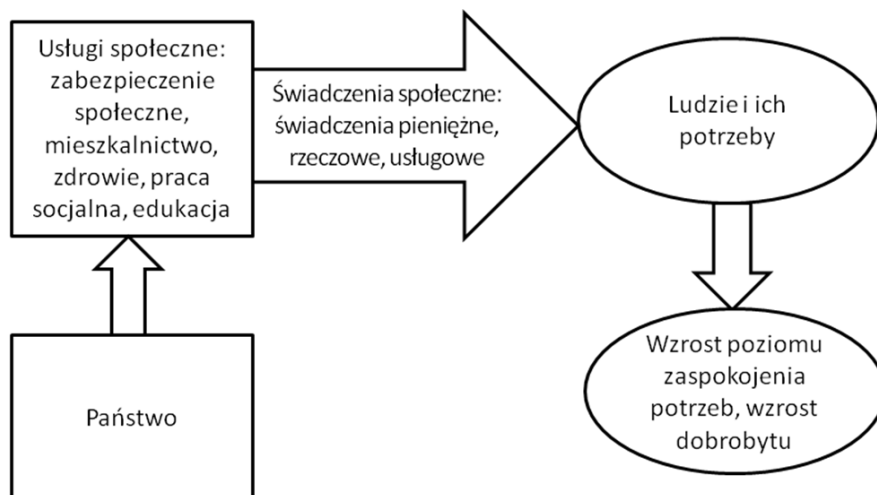 Usługi społeczne:
zabezpieczenie
społeczne,
mieszkalnictwo,
zdrowie, praca
socjalna, edukacja
Świadczenia społeczne:
świadczenia pieniężne,
rzeczowe, usługowe
Ludzie i ich
potrzeby
Państwo
Wzrost poziomu
zaspokojenia
potrzeb, wzrost
dobrobytu